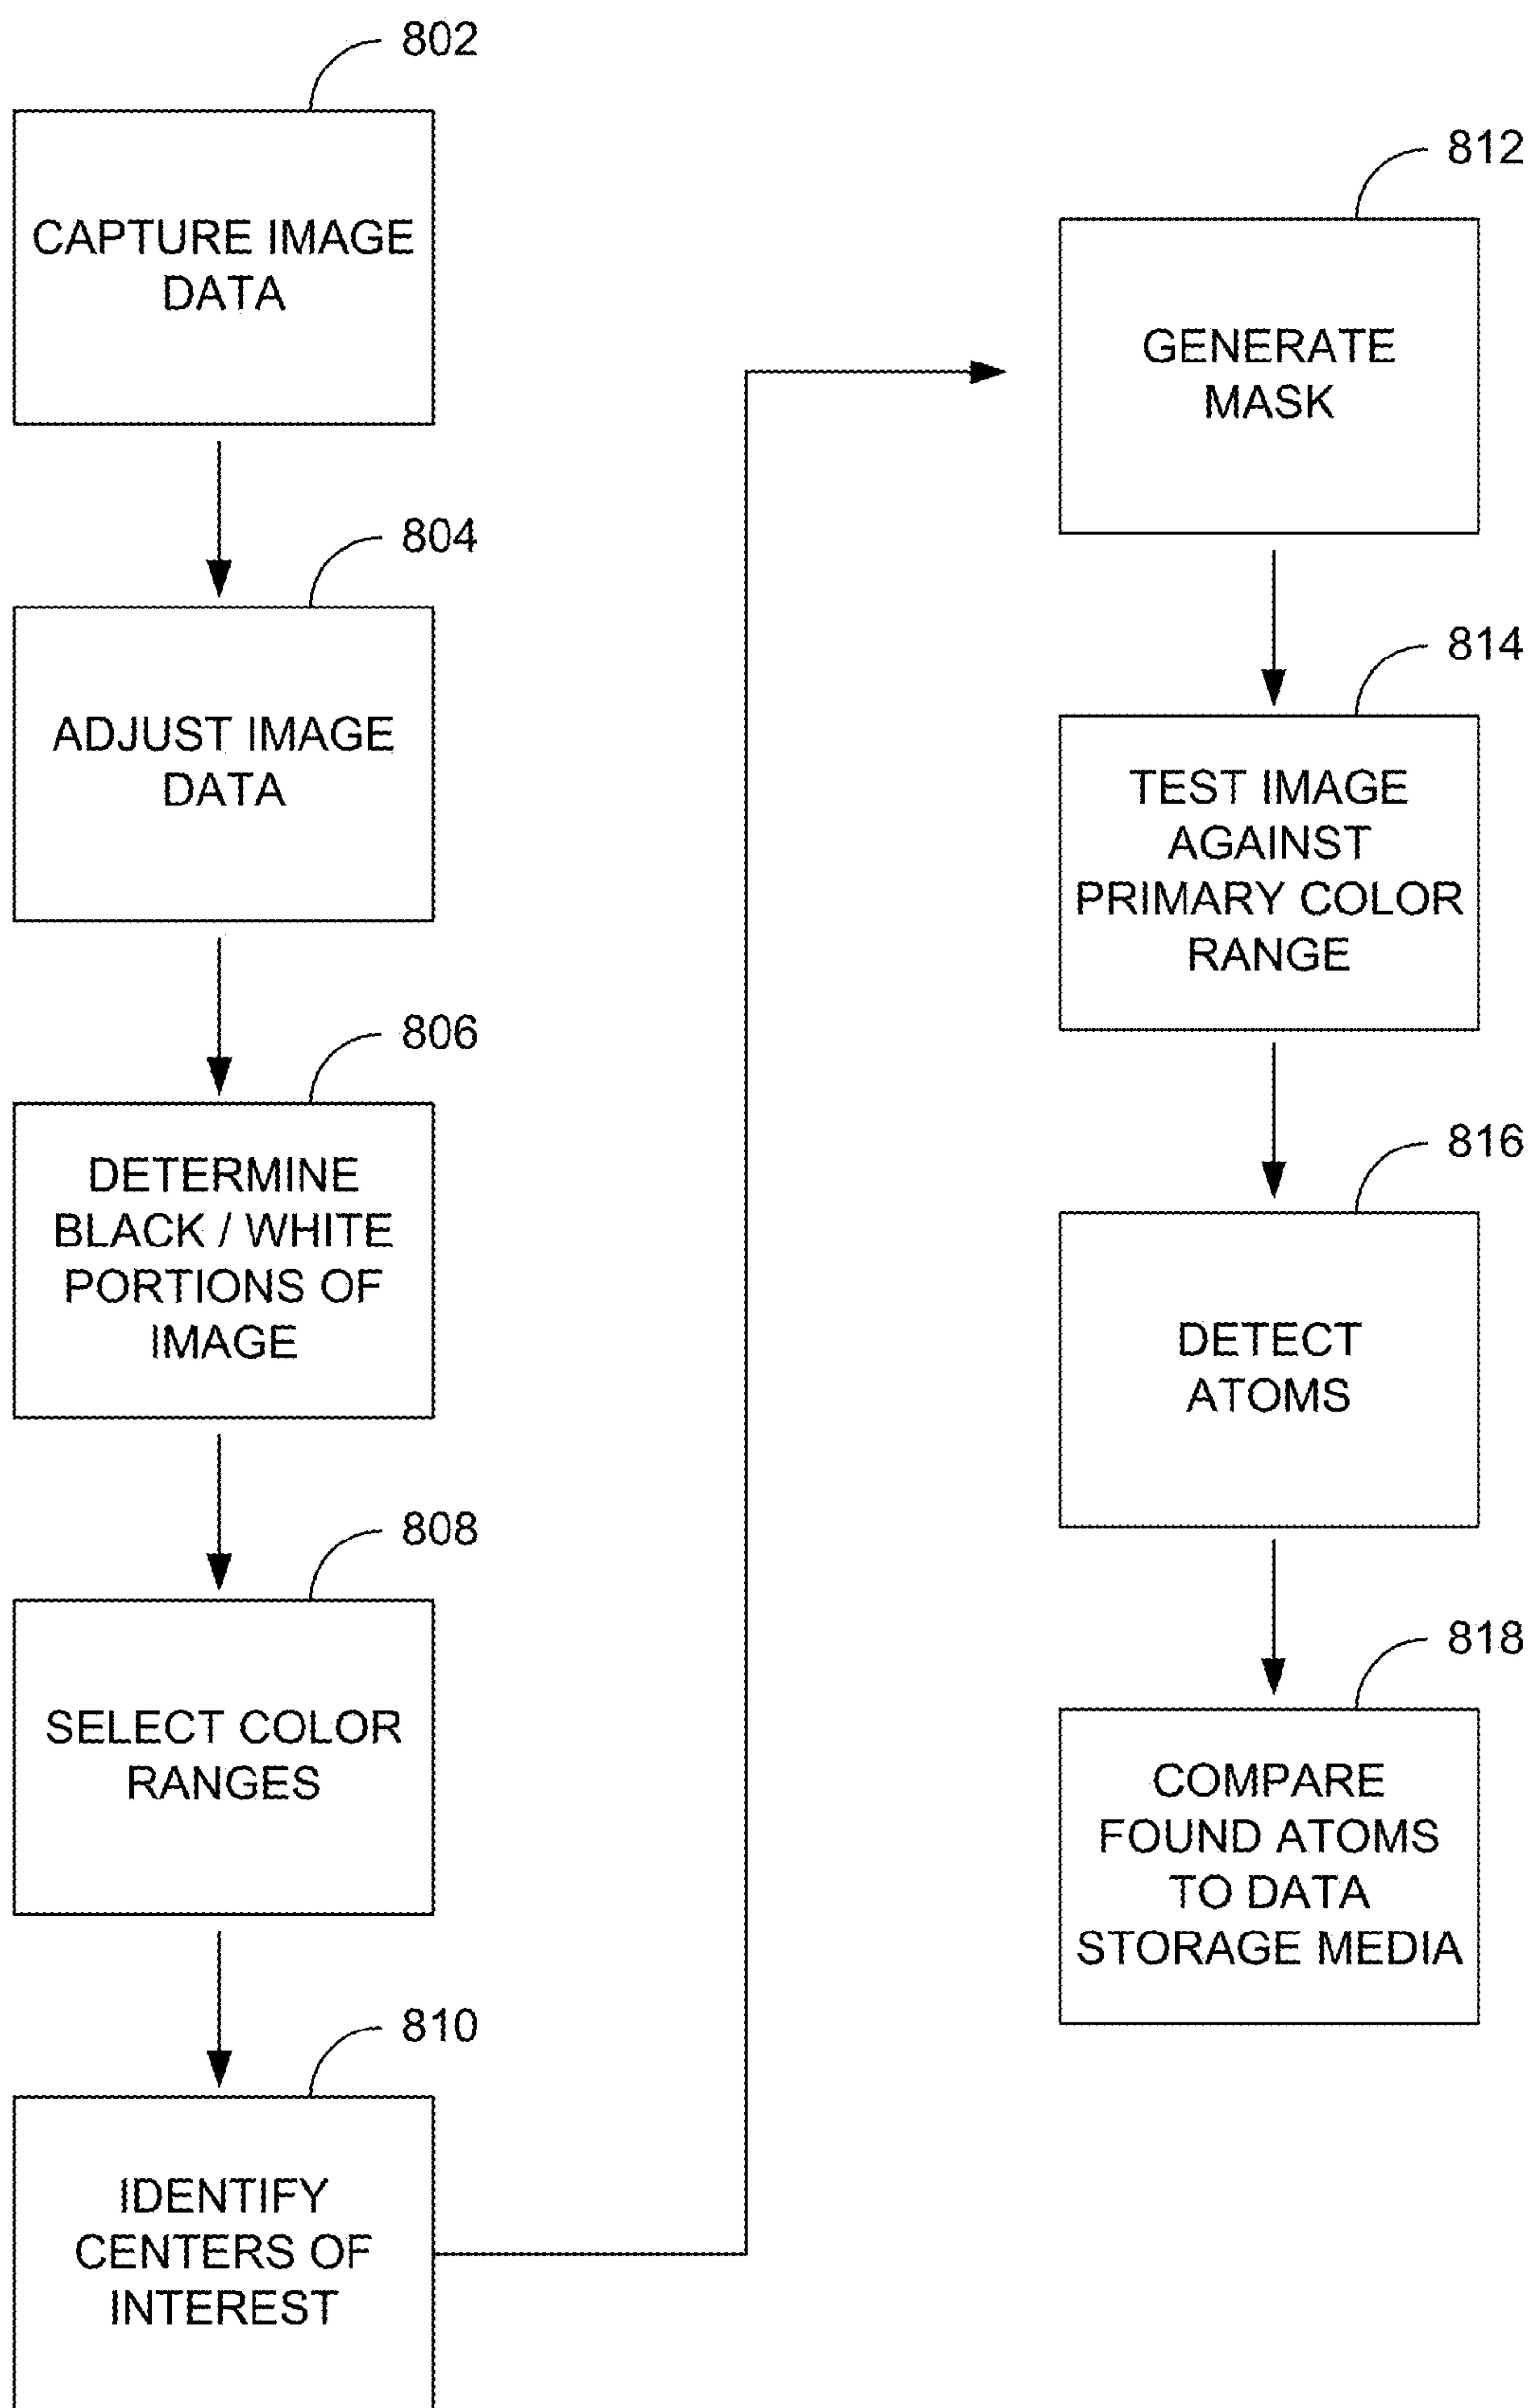 802
CAPTURE IMAGE
DATA
804
ADJUST IMAGE
DATA
806
DETERMINE
BLACK / WHITE
PORTIONS OF
IMAGE
808
SELECT COLOR
RANGES
810
IDENTIFY
CENTERS OF
INTEREST
812
GENERATE
MASK
814
TEST IMAGE
AGAINST
PRIMARY COLOR
RANGE
816
DETECT
ATOMS
818
COMPARE
FOUND ATOMS
TO DATA
STORAGE MEDIA